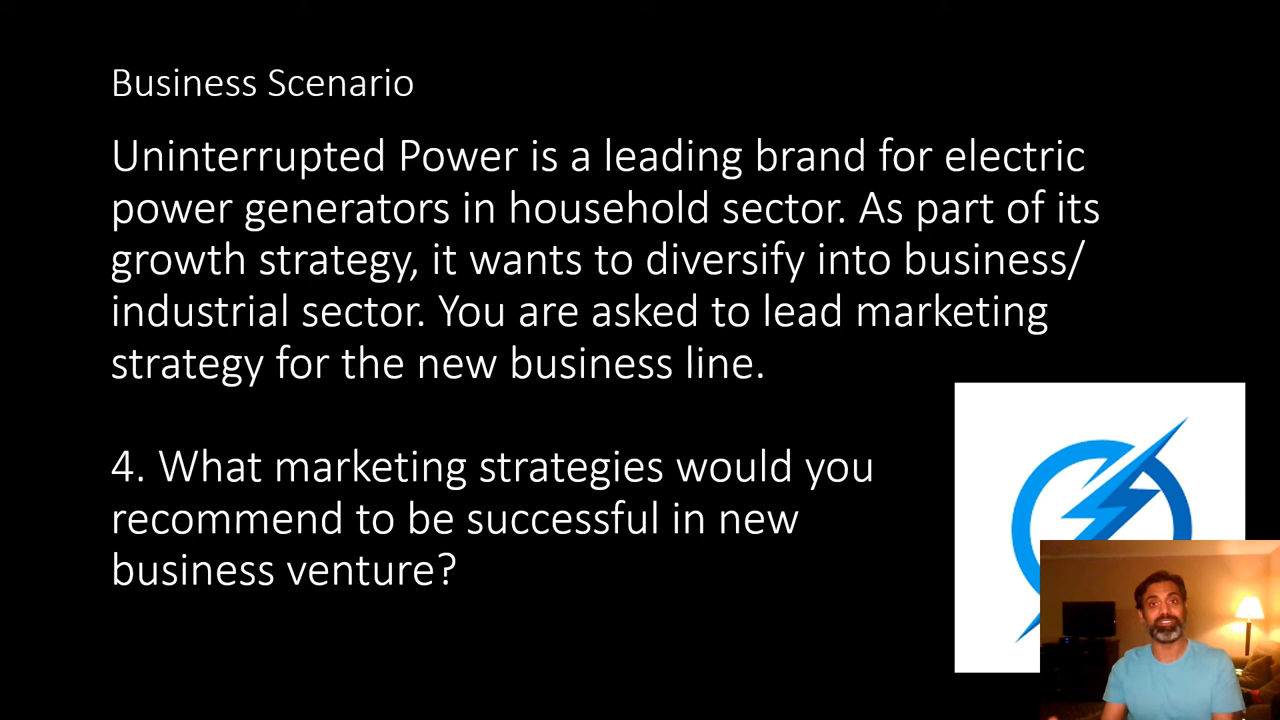 Business Scenario
Uninterrupted Power is a leading brand for electric
power generators in household sector. As part of its
growth strategy, it wants to diversify into business/
industrial sector. You are asked to lead marketing
strategy for the new business line.
4. What marketing strategies would you
recommend to be successful in new
business venture?